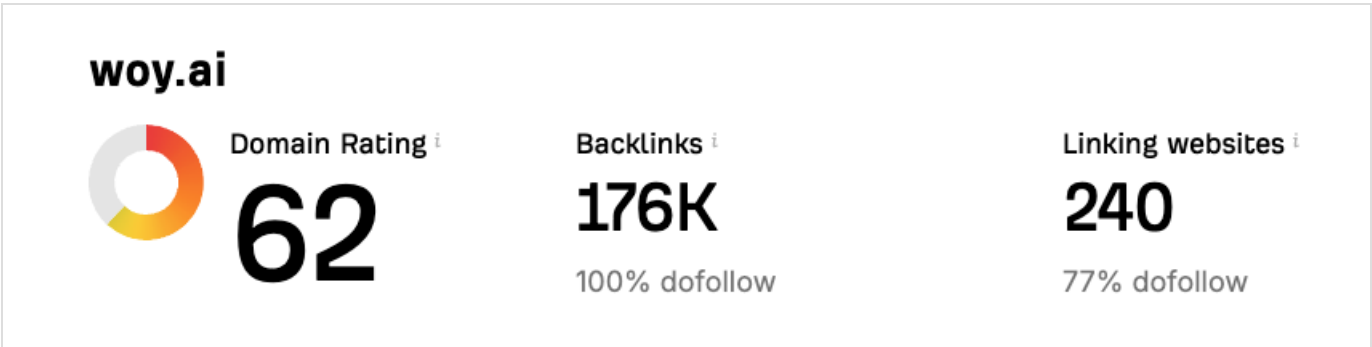 woy.ai
Domain Rating i
Backlinks i
Linking websites i
62
176K
240
100% dofollow
77% dofollow